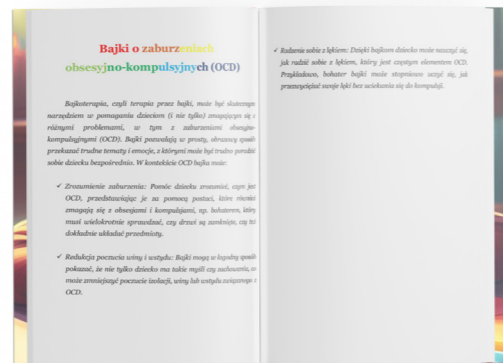 Bajki o zaburzeniach
obsesyjno-kompulsyjnych (OCD)
Bajkoterapia, czyli terapia przez bajki, może być skutecznym
narzędziem w pomaganiu dzieciom (i nie tylko) zmagającym się z
różnymi problemami, w tym z zaburzeniami obsesyjno-
kompulsyjnymi (OCD). Bajki pozwalają w prosty, obrazowy sposób
przekazać trudne tematy i emocje, z którymi może być trudno poradzić
sobie dziecku bezpośrednio. W kontekście OCD bajka może:
✓ Zrozumienie zaburzenia: Pomóc dziecku zrozumieć, czym jest
OCD, przedstawiając je za pomocą postaci, które również
zmagają się z obsesjami i kompulsjami, np. bohaterem, który
musi wielokrotnie sprawdzać, czy drzwi są zamknięte, czy też
dokładnie układać przedmioty.
✓ Redukcja poczucia winy i wstydu: Bajki mogą w łagodny sposób
pokazać, że nie tylko dziecko ma takie myśli czy zachowania, co
może zmniejszyć poczucie izolacji, winy lub wstydu związanego z
OCD.
✓ Radzenie sobie z lękiem: Dzięki bajkom dziecko może nauczyć się,
jak radzić sobie z lękiem, który jest częstym elementem OCD.
Przykładowo, bohater bajki może stopniowo uczyć się, jak
przezwyciężać swoje lęki bez uciekania się do kompulsji.